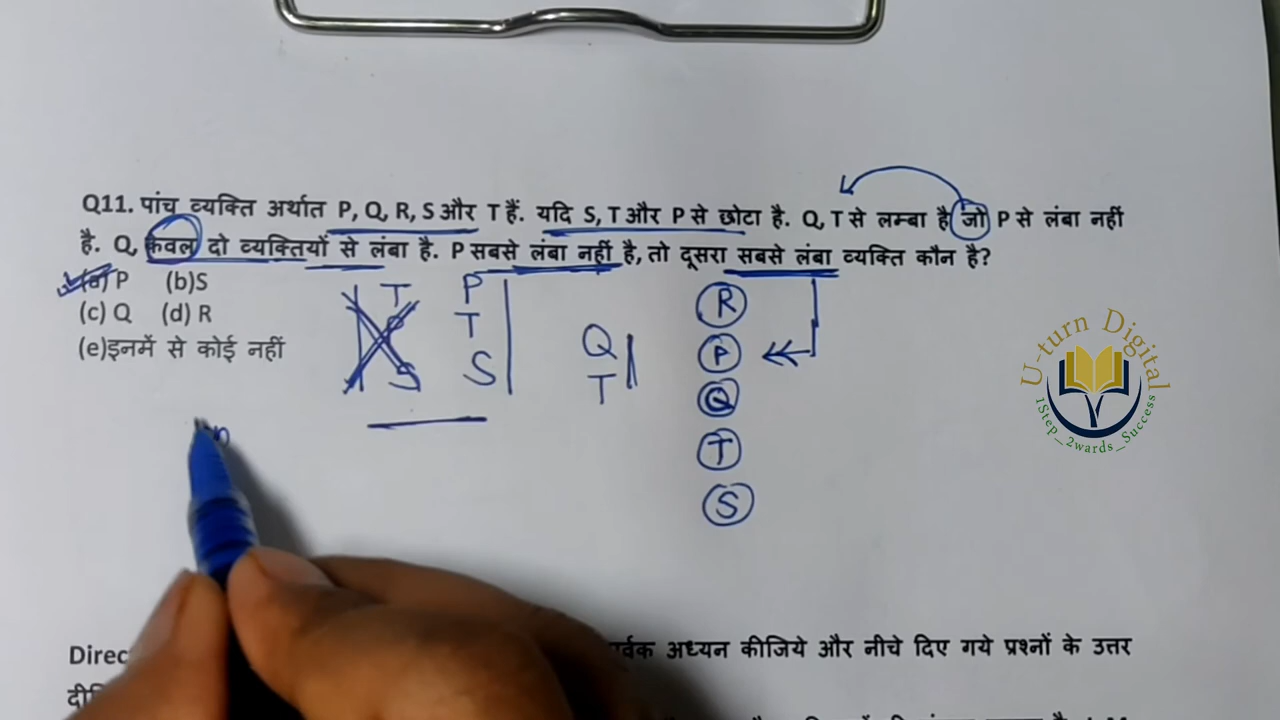 Q11. पांच व्यक्ति अर्थात P, Q, R, S और T हैं. यदि S, T और P से छोटा है. Q, T से लम्बा है जो P से लंबा नहीं
है. Q, केवल दो व्यक्तियों से लंबा है. P सबसे लंबा नहीं है, तो दूसरा सबसे लंबा व्यक्ति कौन है?
(a) P (b)S
(c) Q (d) R
(e)इनमें से कोई नहीं
T
S
P
T
S
Q
T
R
P
Q
T
S
U-turn Digital
1Step_2wards_Success
Direc
अध्यन कीजिये और नीचे दिए गये प्रश्नों के उत्तर